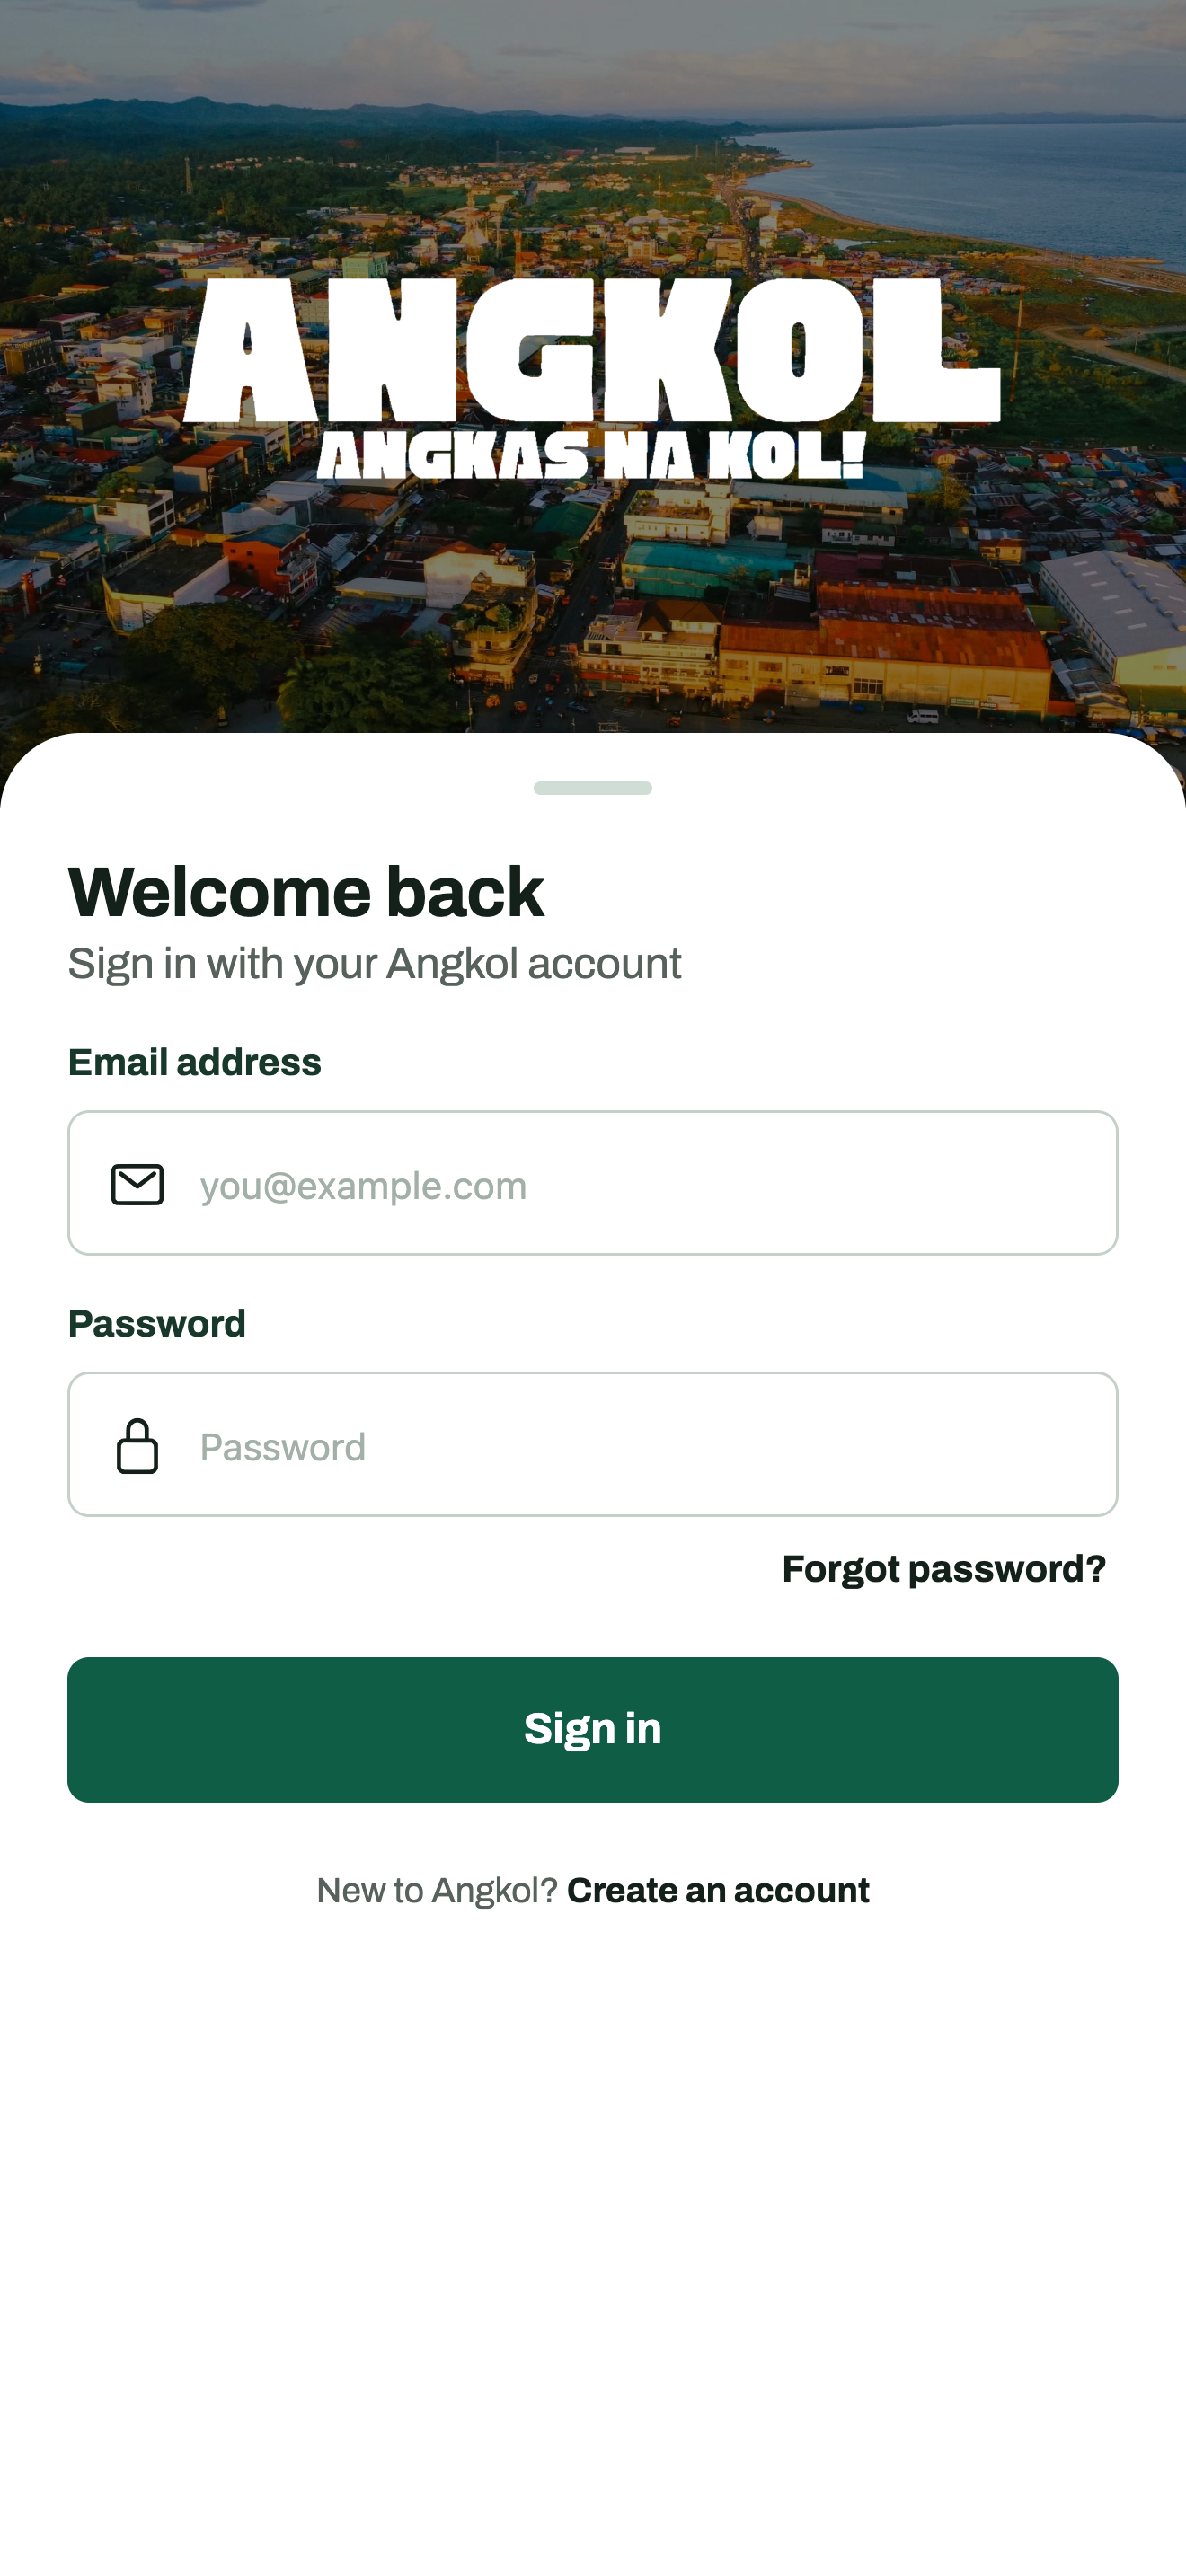 ANGKOL
ANGKAS NA KOL!
Welcome back
Sign in with your Angkol account
Email address
you@example.com
Password
Password
Forgot password?
Sign in
New to Angkol? Create an account